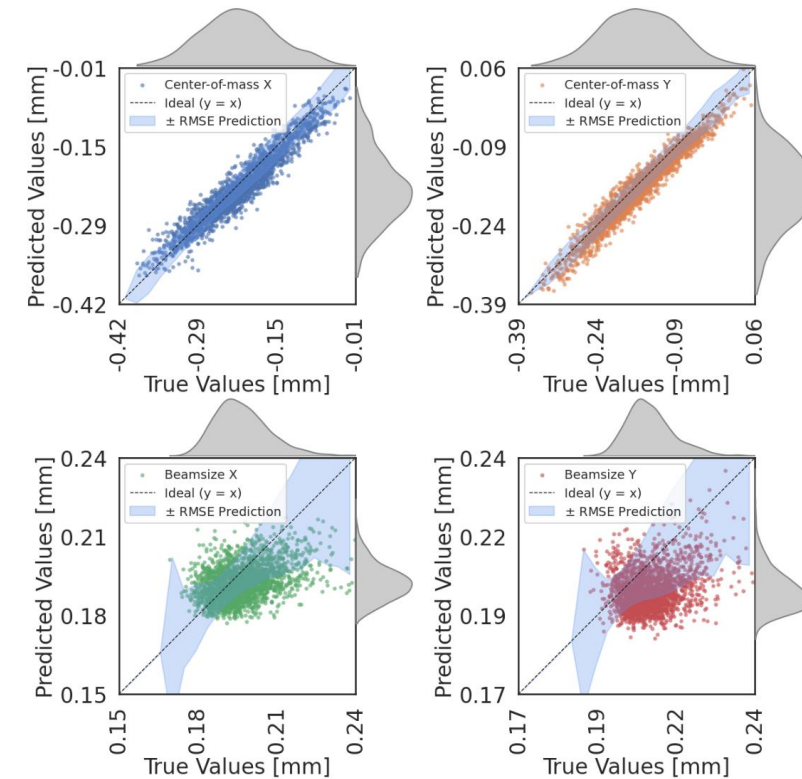 -0.01
-0.15
-0.29
-0.42
Predicted Values [mm]
Center-of-mass X
Ideal (y = x)
± RMSE Prediction
-0.42
-0.29
-0.15
-0.01
True Values [mm]
0.06
-0.09
-0.24
-0.39
Predicted Values [mm]
Center-of-mass Y
Ideal (y = x)
± RMSE Prediction
-0.39
-0.24
-0.09
0.06
True Values [mm]
0.24
0.21
0.18
0.15
Predicted Values [mm]
Beamsize X
Ideal (y = x)
± RMSE Prediction
0.15
0.18
0.21
0.24
True Values [mm]
0.24
0.22
0.19
0.17
Predicted Values [mm]
Beamsize Y
Ideal (y = x)
± RMSE Prediction
0.17
0.19
0.22
0.24
True Values [mm]